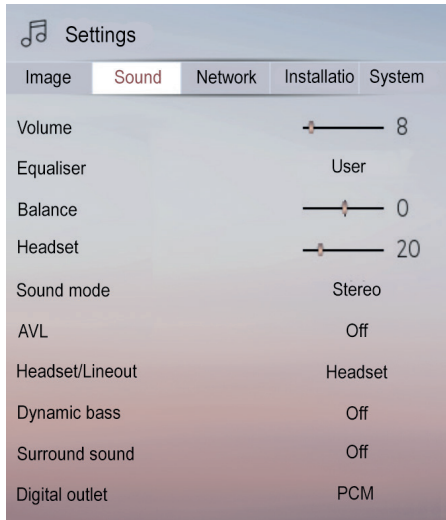 Settings
Image Sound Network Installatio System
Volume 8
Equaliser User
Balance 0
Headset 20
Sound mode Stereo
AVL Off
Headset/Lineout Headset
Dynamic bass Off
Surround sound Off
Digital outlet PCM